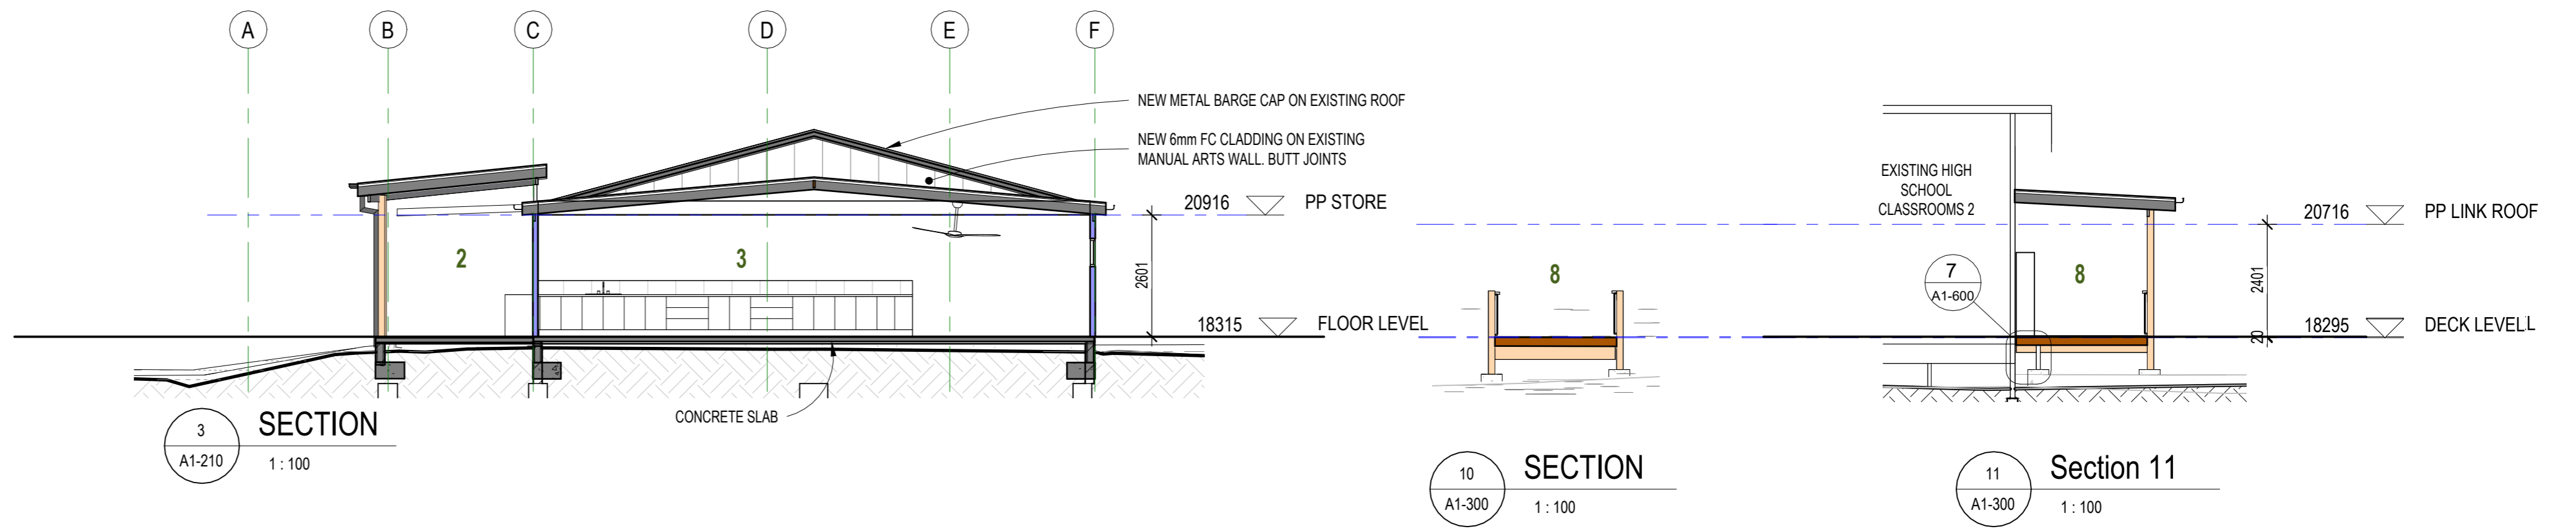 A
B
C
D
E
F
NEW METAL BARGE CAP ON EXISTING ROOF
NEW 6mm FC CLADDING ON EXISTING
MANUAL ARTS WALL. BUTT JOINTS
20916
PP STORE
2
3
2601
18315
FLOOR LEVEL
CONCRETE SLAB
3
A1-210
SECTION
1 : 100
8
10
A1-300
SECTION
1 : 100
EXISTING HIGH
SCHOOL
CLASSROOMS 2
20716
PP LINK ROOF
7
A1-600
8
2401
20
18295
DECK LEVEL
11
A1-300
Section 11
1 : 100